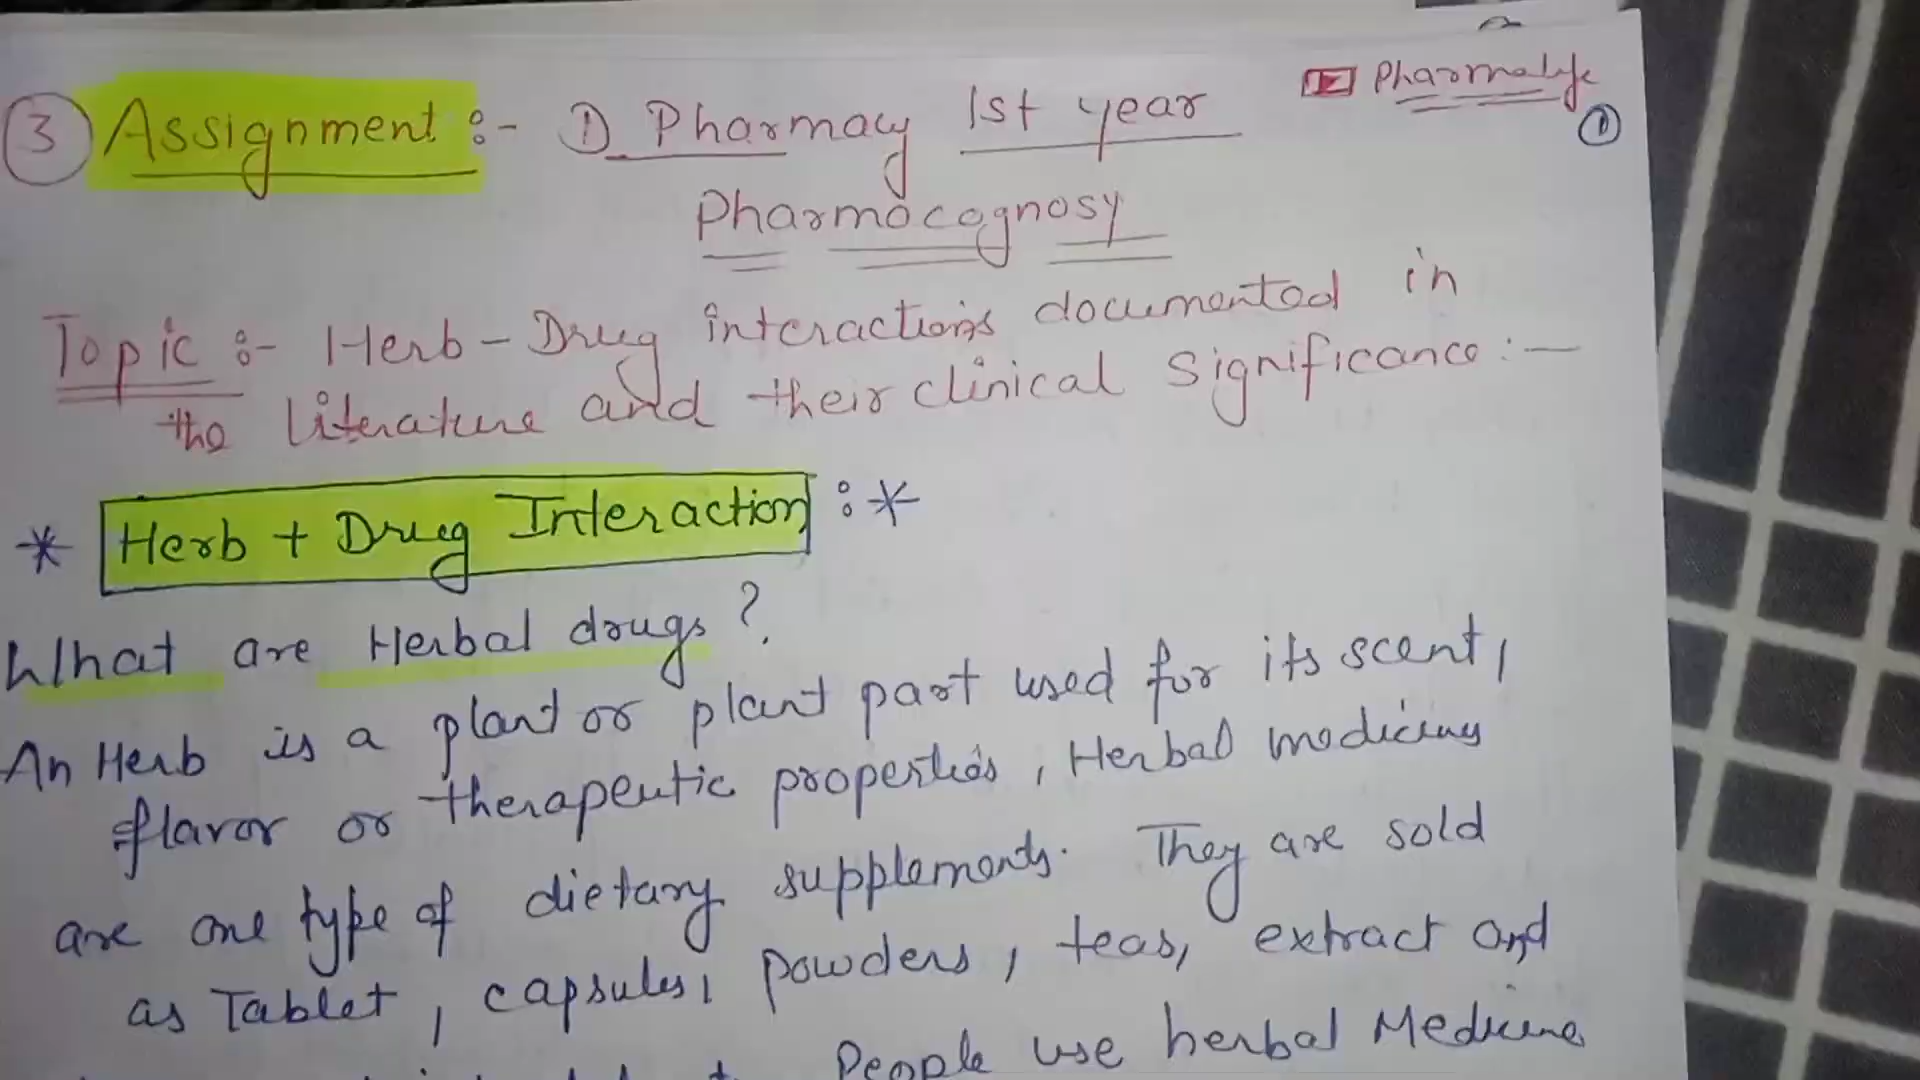 3 Assignment :- D Pharmacy 1st year
Pharmalife
1
Pharmacognosy
Topic :- Herb-Drug interactions documented in
the literature and their clinical significance :-
* Herb + Drug Interaction :*
What are Herbal drugs ?
An Herb is a plant or plant part used for its scent,
flavor or therapeutic properties, Herbal medicines
are one type of dietary supplements. They are sold
as Tablet, capsules, powders, teas, extract and
People use herbal Medicine